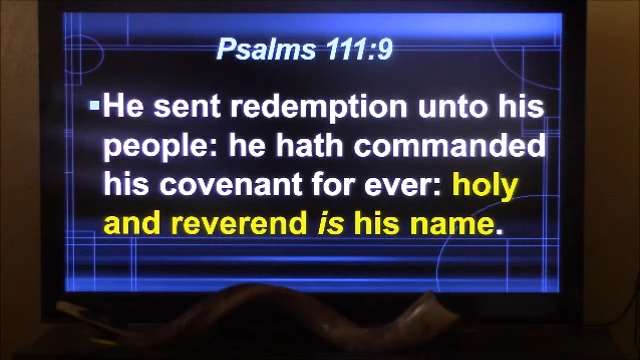 Psalms 111:9
▪He sent redemption unto his
people: he hath commanded
his covenant for ever: holy
and reverend is his name.